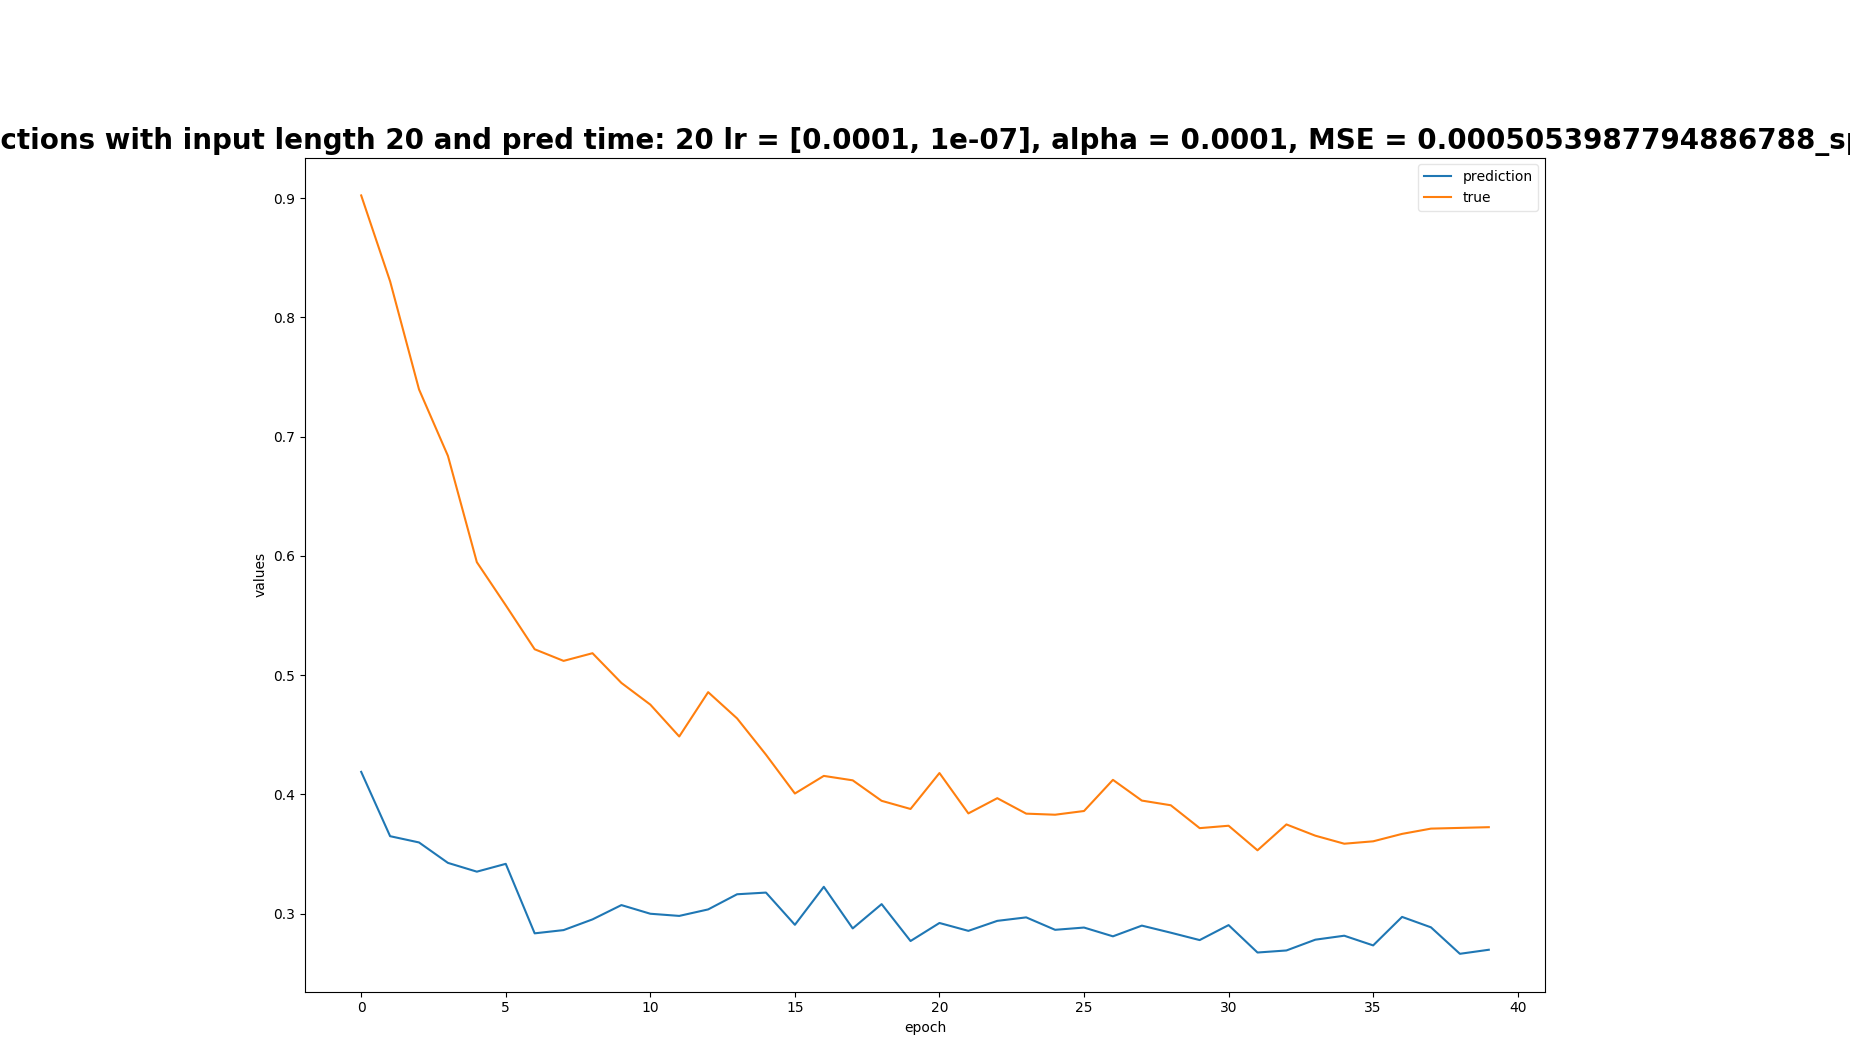 ctions with input length 20 and pred time: 20 lr = [0.0001, 1e-07], alpha = 0.0001, MSE = 0.0005053987794886788_sp
prediction
true
0.9
0.8
0.7
0.6
0.5
0.4
0.3
values
0 5 10 15 20 25 30 35 40
epoch